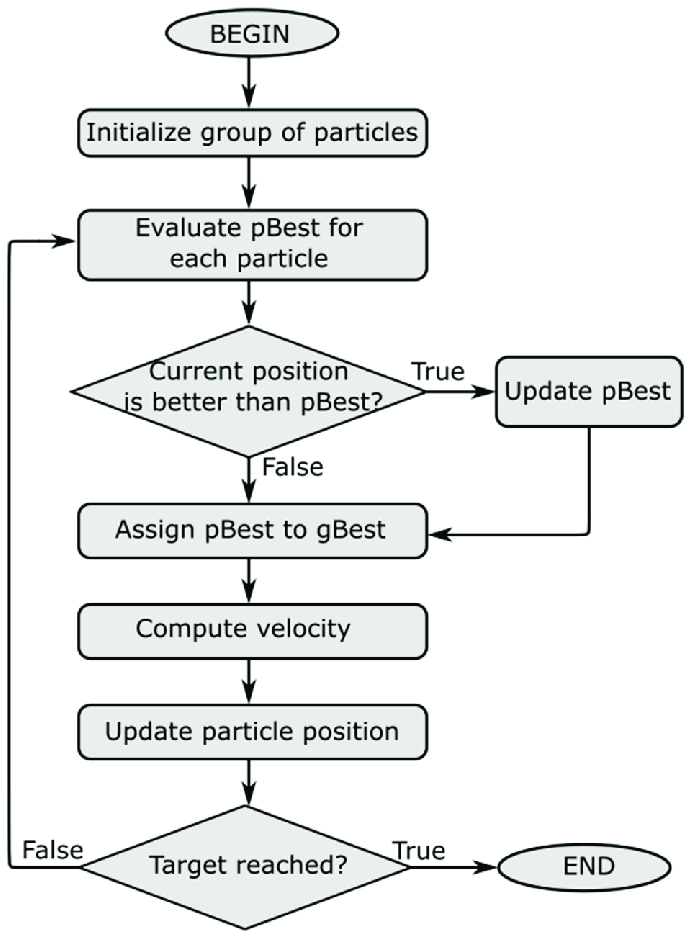 BEGIN
Initialize group of particles
Evaluate pBest for
each particle
Current position
is better than pBest?
True
Update pBest
False
Assign pBest to gBest
Compute velocity
Update particle position
Target reached?
False
True
END